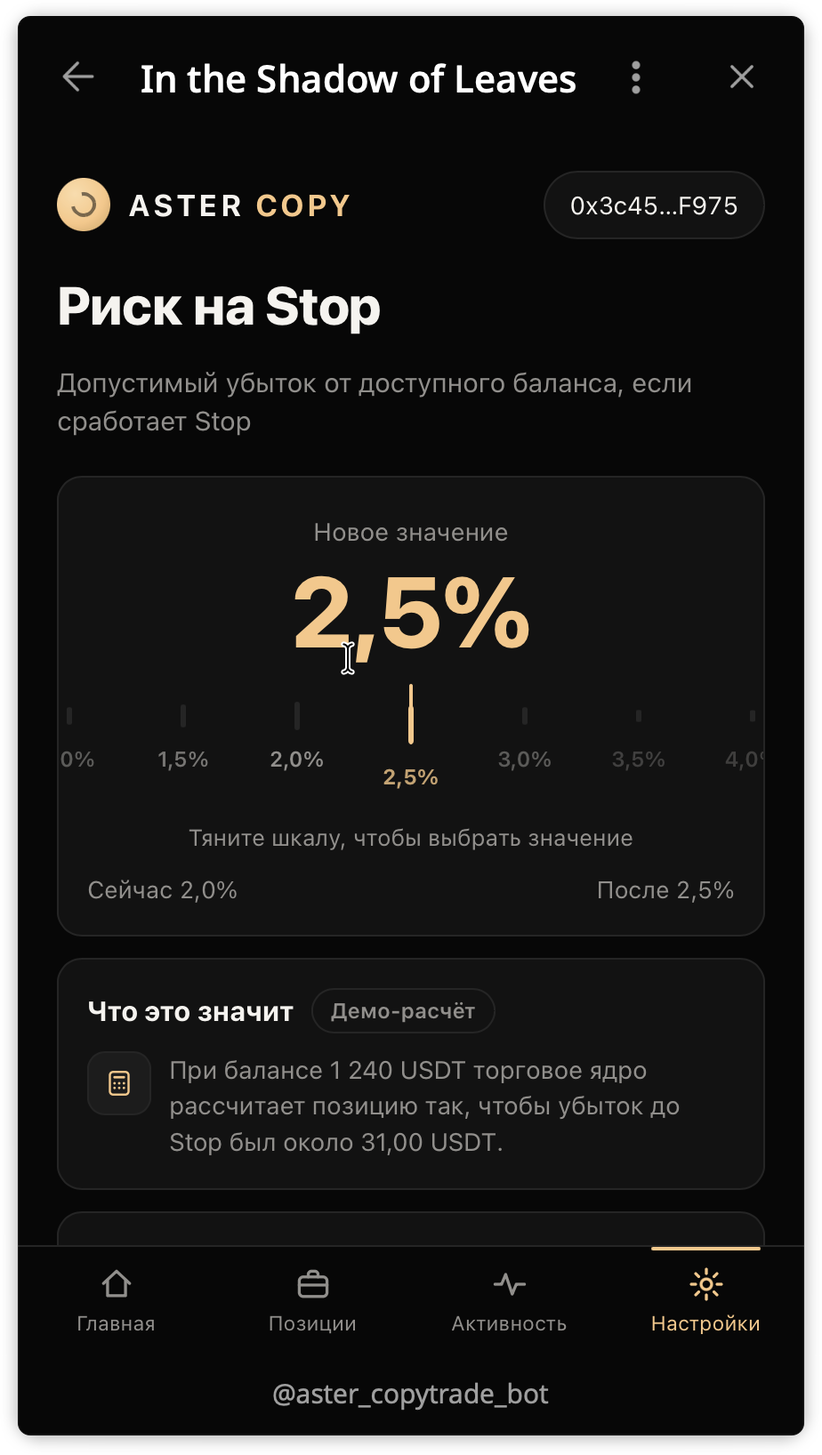 In the Shadow of Leaves
ASTER COPY
0x3c45...F975
Риск на Stop
Допустимый убыток от доступного баланса, если
сработает Stop
Новое значение
2,5%
0% 1,5% 2,0% 2,5% 3,0% 3,5% 4,0
Тяните шкалу, чтобы выбрать значение
Сейчас 2,0% После 2,5%
Что это значит Демо-расчёт
При балансе 1 240 USDT торговое ядро
рассчитает позицию так, чтобы убыток до
Stop был около 31,00 USDT.
Главная Позиции Активность Настройки
@aster_copytrade_bot